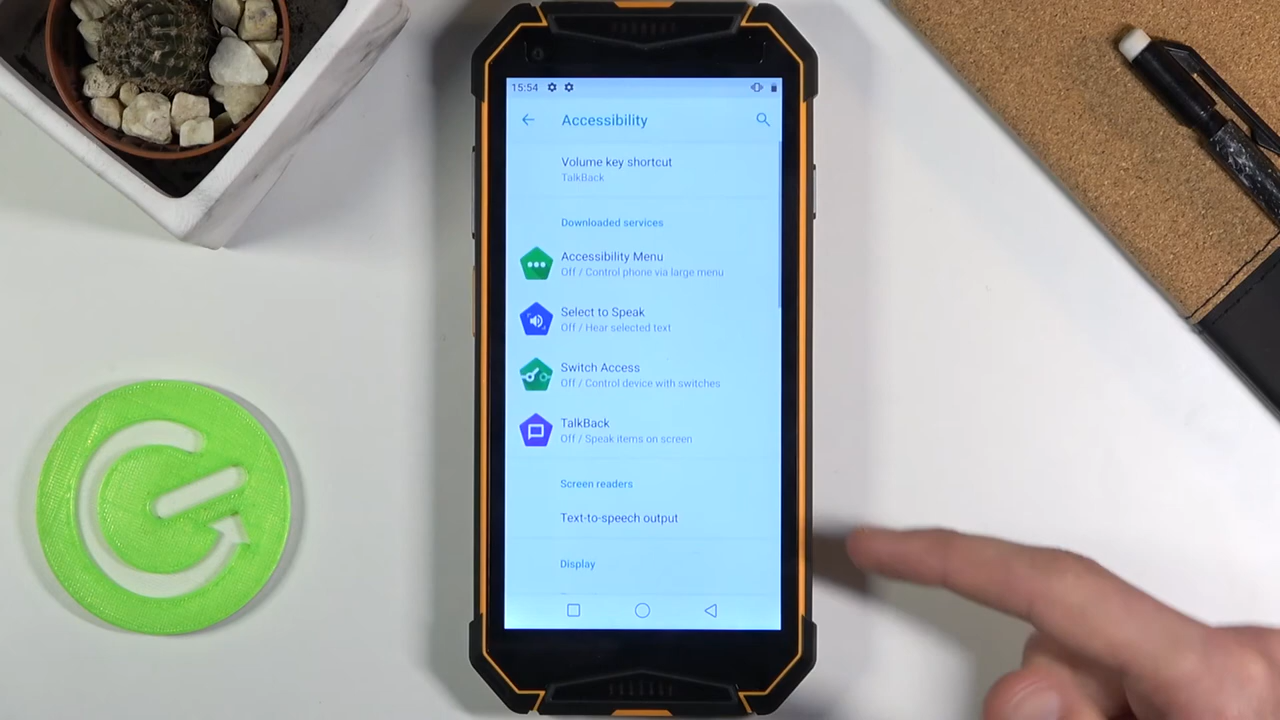 15:54
Accessibility
Volume key shortcut
TalkBack
Downloaded services
Accessibility Menu
Off / Control phone via large menu
Select to Speak
Off / Hear selected text
Switch Access
Off / Control device with switches
TalkBack
Off / Speak items on screen
Screen readers
Text-to-speech output
Display